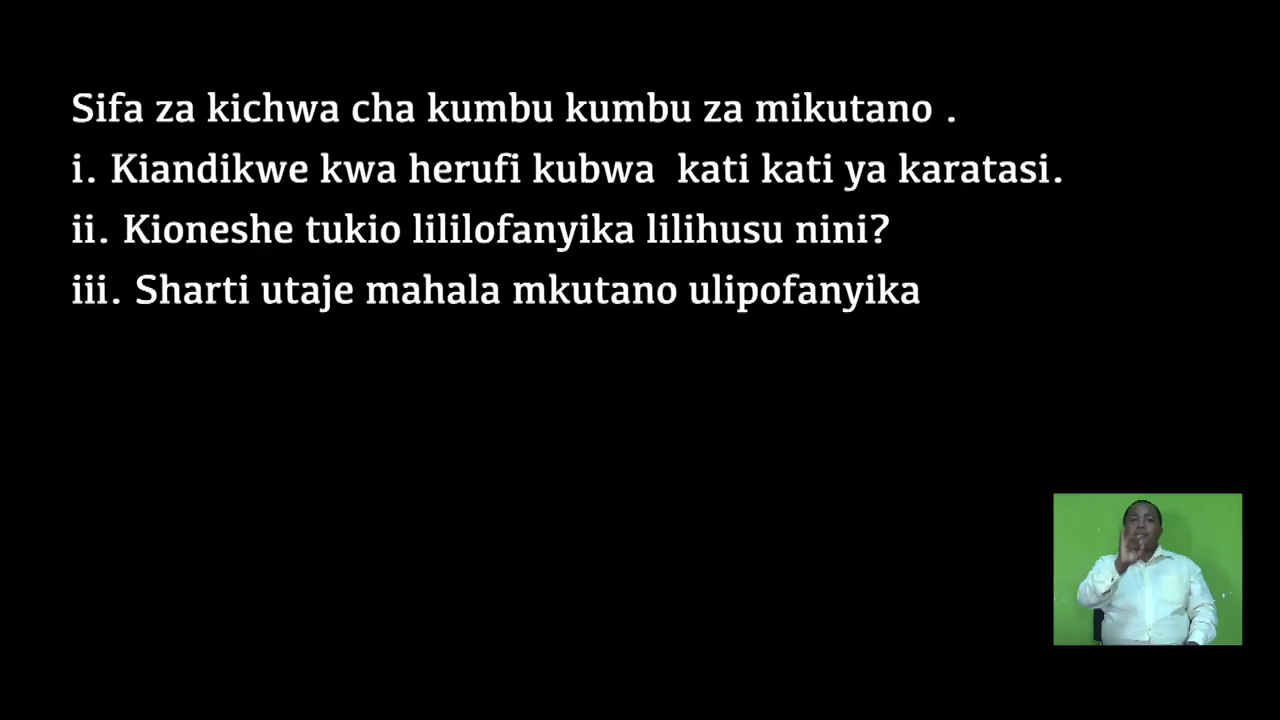 Sifa za kichwa cha kumbu kumbu za mikutano .
i. Kiandikwe kwa herufi kubwa  kati kati ya karatasi.
ii. Kioneshe tukio lililofanyika lilihusu nini?
iii. Sharti utaje mahala mkutano ulipofanyika